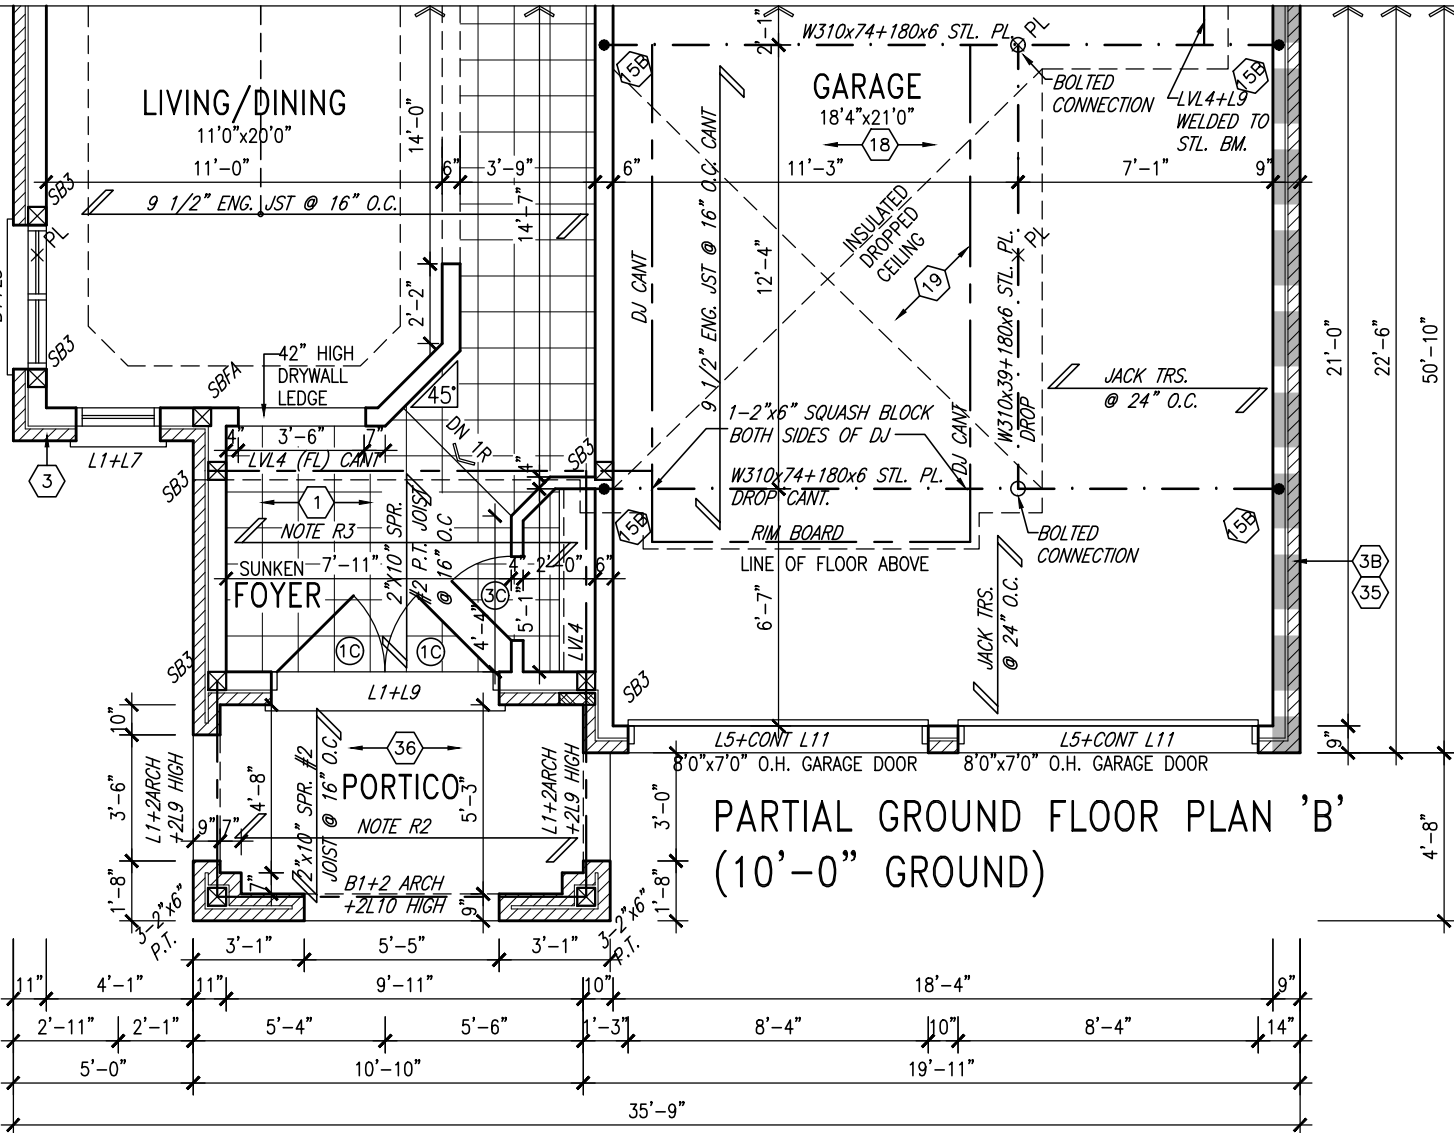 2'-1"
W310x74+180x6 STL. PL.
PL
15B
15B
BOLTED
CONNECTION
LVL4+L9
WELDED TO
STL. BM.
LIVING/DINING
11'0"x20'0"
14'-0"
GARAGE
18'4"x21'0"
18
11'-0"
6"
3'-9"
6"
11'-3"
7'-1"
9"
SB3
9 1/2" ENG. JST @ 16" O.C.
14'-7"
9 1/2" ENG. JST @ 16" O.C. CANT
INSULATED
DROPPED
CEILING
PL
PL
DJ CANT
12'-4"
19
W310x39+180x6 STL. PL.
DROP
2'-2"
21'-0"
22'-6"
50'-10"
SB3
SBFA
42" HIGH
DRYWALL
LEDGE
45°
JACK TRS.
@ 24" O.C.
1-2"x6" SQUASH BLOCK
BOTH SIDES OF DJ
DJ CANT
4"
3'-6"
7"
DN 1R
L1+L7
LVL4 (FL) CANT
3
SB3
4"
SB3
W310x74+180x6 STL. PL.
DROP CANT.
1
NOTE R3
2"X10" SPR.
#2 P.T. JOIST
@ 16" O.C
15B
RIM BOARD
15B
BOLTED
CONNECTION
LINE OF FLOOR ABOVE
SUNKEN
7'-11"
4"
2'-0"
6"
FOYER
3C
3B
35
5'-1"
4'-4"
LVL4
6'-7"
JACK TRS.
@ 24" O.C.
1C
1C
SB3
SB3
L1+L9
10"
36
L5+CONT L11
L5+CONT L11
9"
8'0"x7'0" O.H. GARAGE DOOR
8'0"x7'0" O.H. GARAGE DOOR
3'-6"
L1+2ARCH
+2L9 HIGH
4'-8"
2"x10" SPR. #2
JOIST @ 16" O.C.
PORTICO
5'-3"
L1+2ARCH
+2L9 HIGH
3'-0"
9"
7"
NOTE R2
PARTIAL GROUND FLOOR PLAN 'B'
(10'-0" GROUND)
4'-8"
1'-8"
7"
B1+2 ARCH
+2L10 HIGH
9"
1'-8"
3-2"x6"
P.T.
3-2"x6"
P.T.
3'-1"
5'-5"
3'-1"
11"
4'-1"
11"
9'-11"
10"
18'-4"
9"
2'-11"
2'-1"
5'-4"
5'-6"
1'-3"
8'-4"
10"
8'-4"
14"
5'-0"
10'-10"
19'-11"
35'-9"